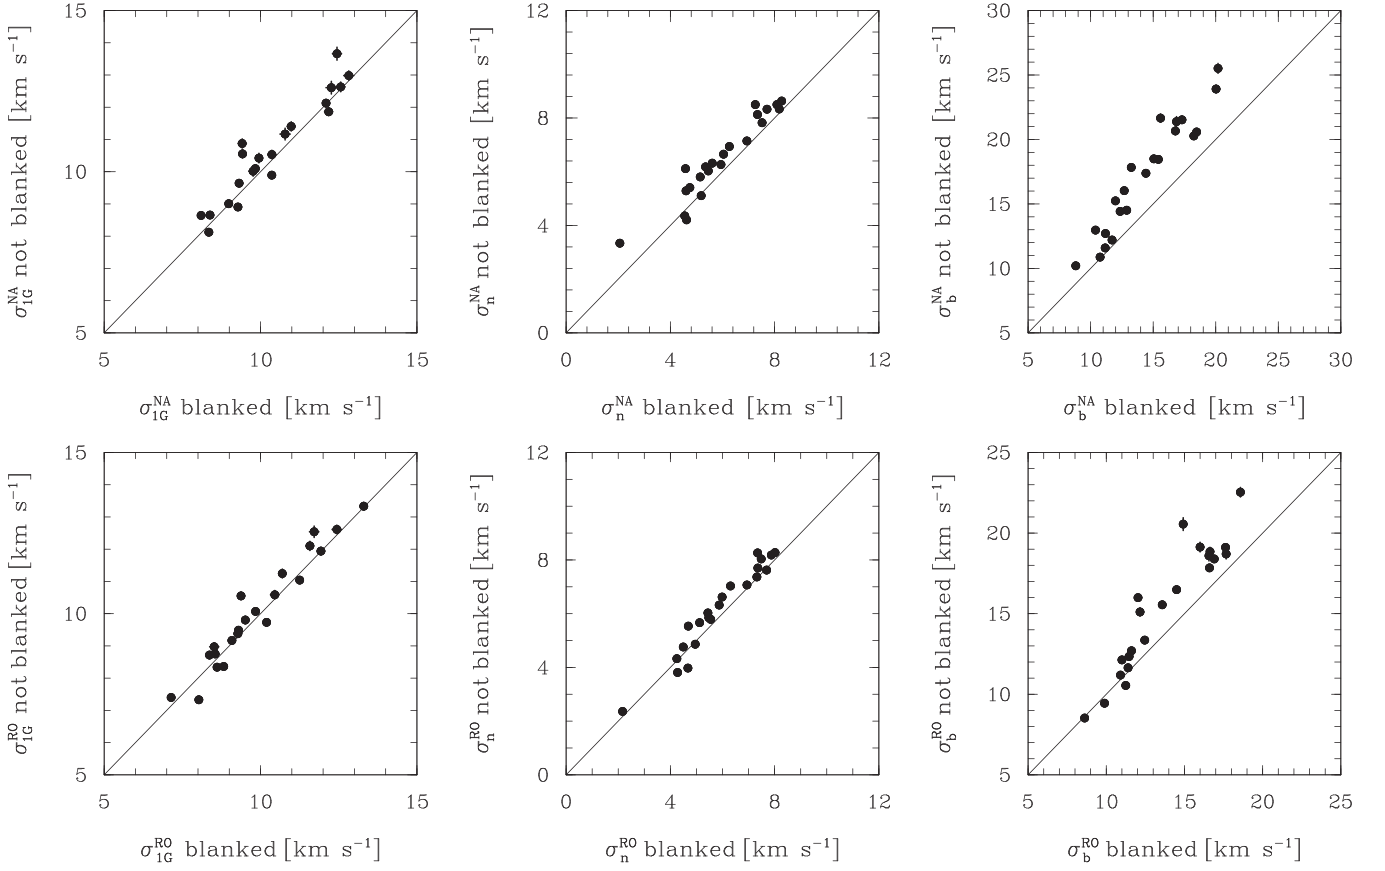 15 12 30
25
10 8 20
4 15
10
5 0 5
5 10 15 0 4 8 12 5 10 15 20 25 30
σ_1G^NA not blanked [km s^−1]
σ_n^NA not blanked [km s^−1]
σ_b^NA not blanked [km s^−1]
σ_1G^NA blanked [km s^−1] σ_n^NA blanked [km s^−1] σ_b^NA blanked [km s^−1]
15 12 25
20
10 8 15
4 10
5 0 5
5 10 15 0 4 8 12 5 10 15 20 25
σ_1G^RO not blanked [km s^−1]
σ_n^RO not blanked [km s^−1]
σ_b^RO not blanked [km s^−1]
σ_1G^RO blanked [km s^−1] σ_n^RO blanked [km s^−1] σ_b^RO blanked [km s^−1]